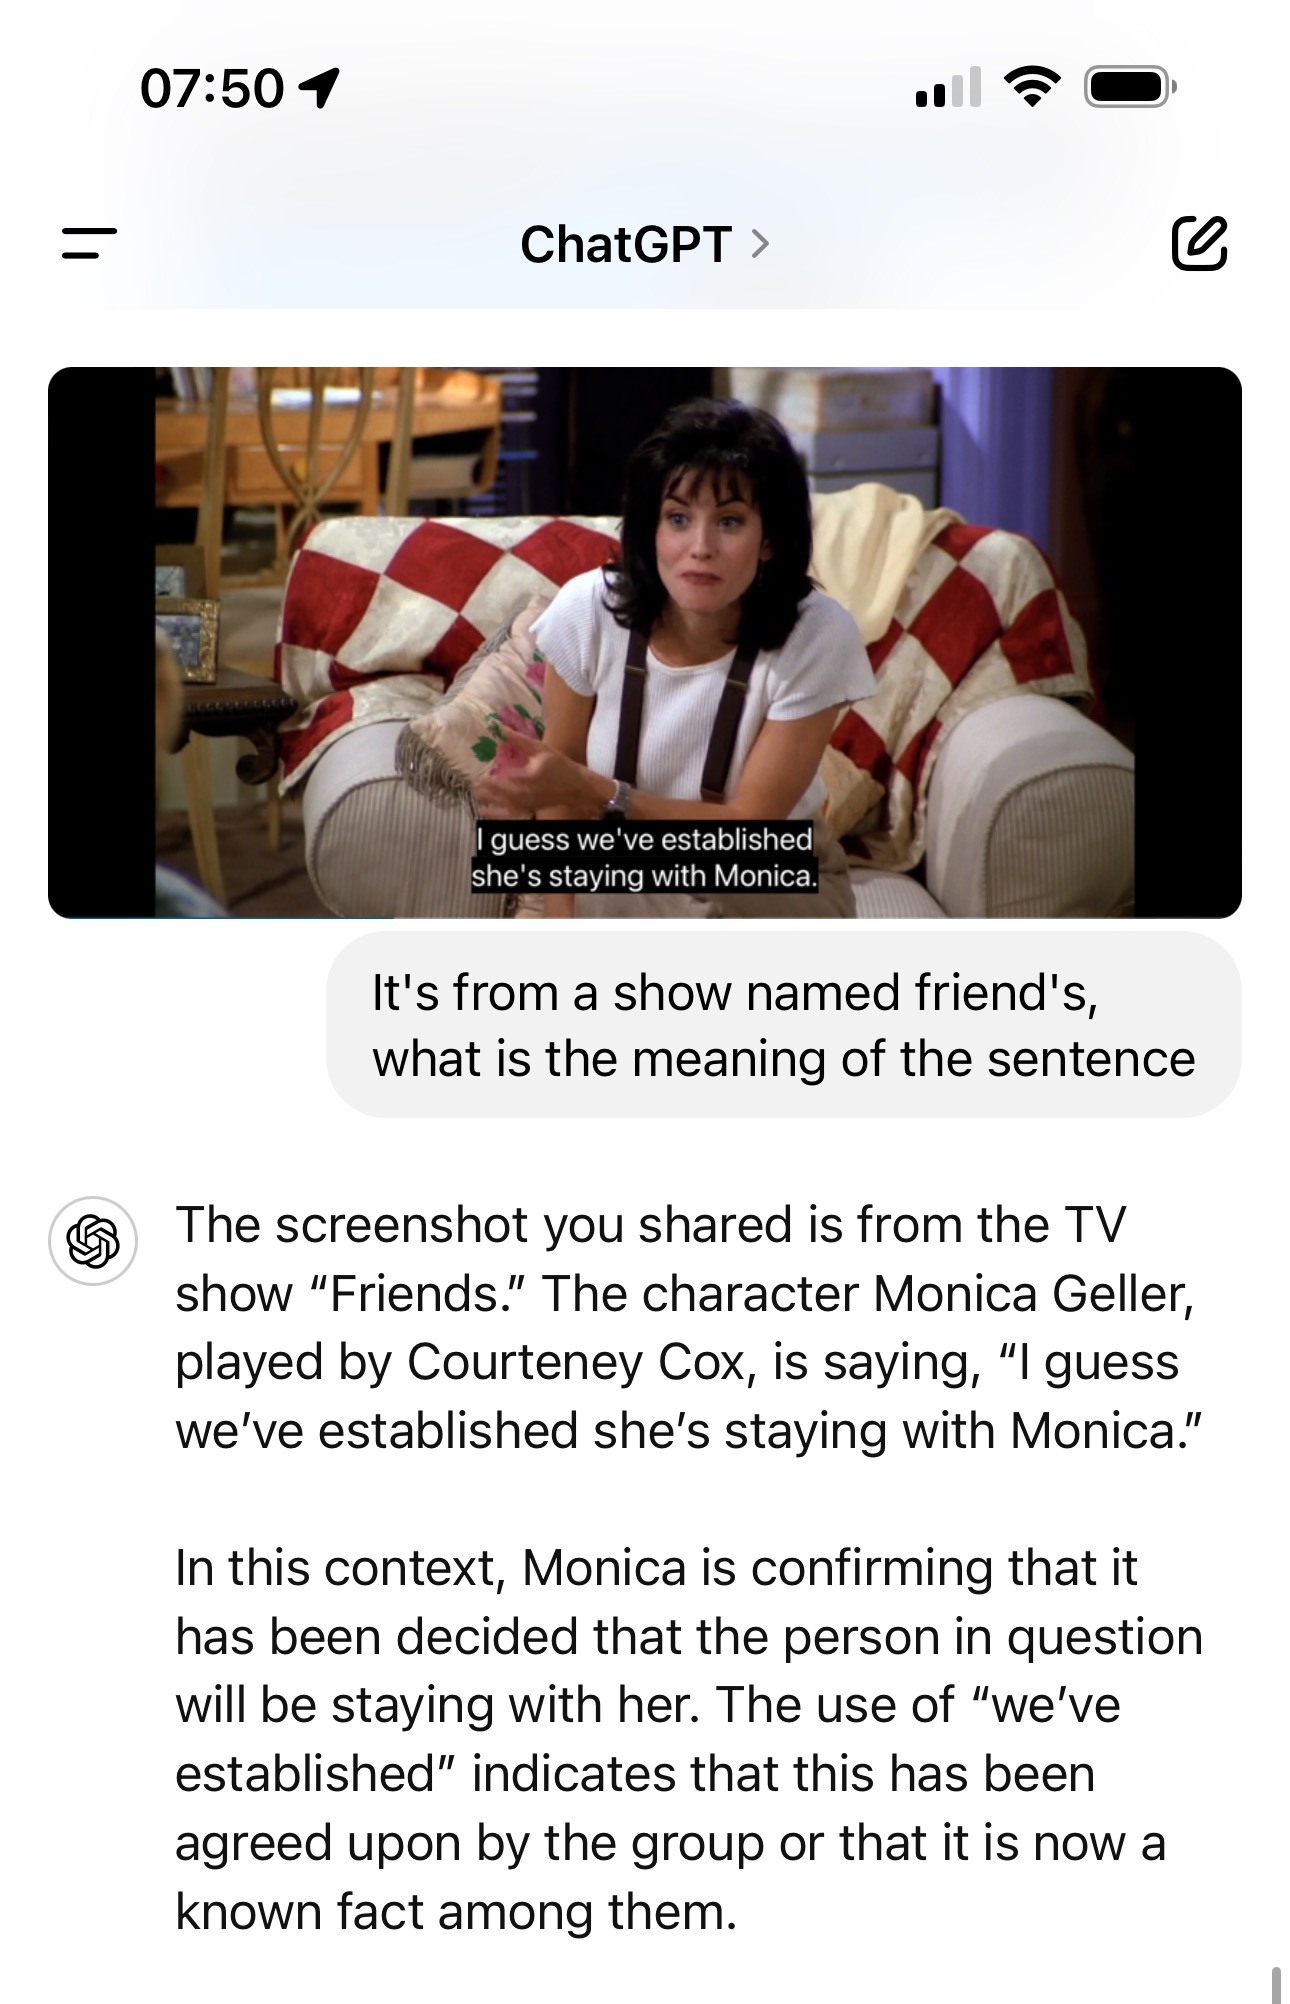 07:50
ChatGPT
I guess we've established
she's staying with Monica.
It's from a show named friend's,
what is the meaning of the sentence
The screenshot you shared is from the TV
show “Friends.” The character Monica Geller,
played by Courteney Cox, is saying, “I guess
we’ve established she’s staying with Monica.”
In this context, Monica is confirming that it
has been decided that the person in question
will be staying with her. The use of “we’ve
established” indicates that this has been
agreed upon by the group or that it is now a
known fact among them.